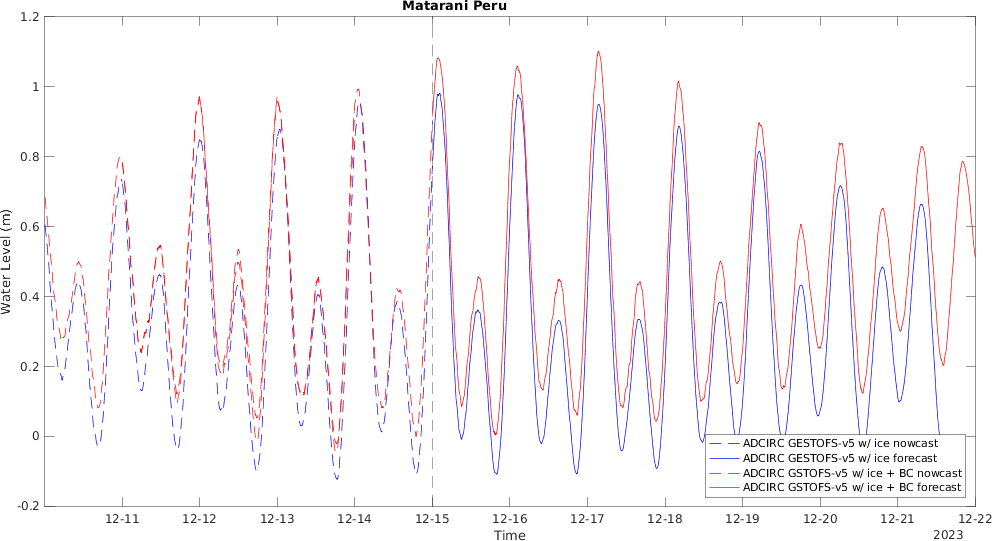 Matarani Peru
1.2
1
0.8
0.6
0.4
0.2
0
-0.2
Water Level (m)
ADCIRC GESTOFS-v5 w/ ice nowcast
ADCIRC GESTOFS-v5 w/ ice forecast
ADCIRC GSTOFS-v5 w/ ice + BC nowcast
ADCIRC GSTOFS-v5 w/ ice + BC forecast
12-11 12-12 12-13 12-14 12-15 12-16 12-17 12-18 12-19 12-20 12-21 12-22
Time
2023